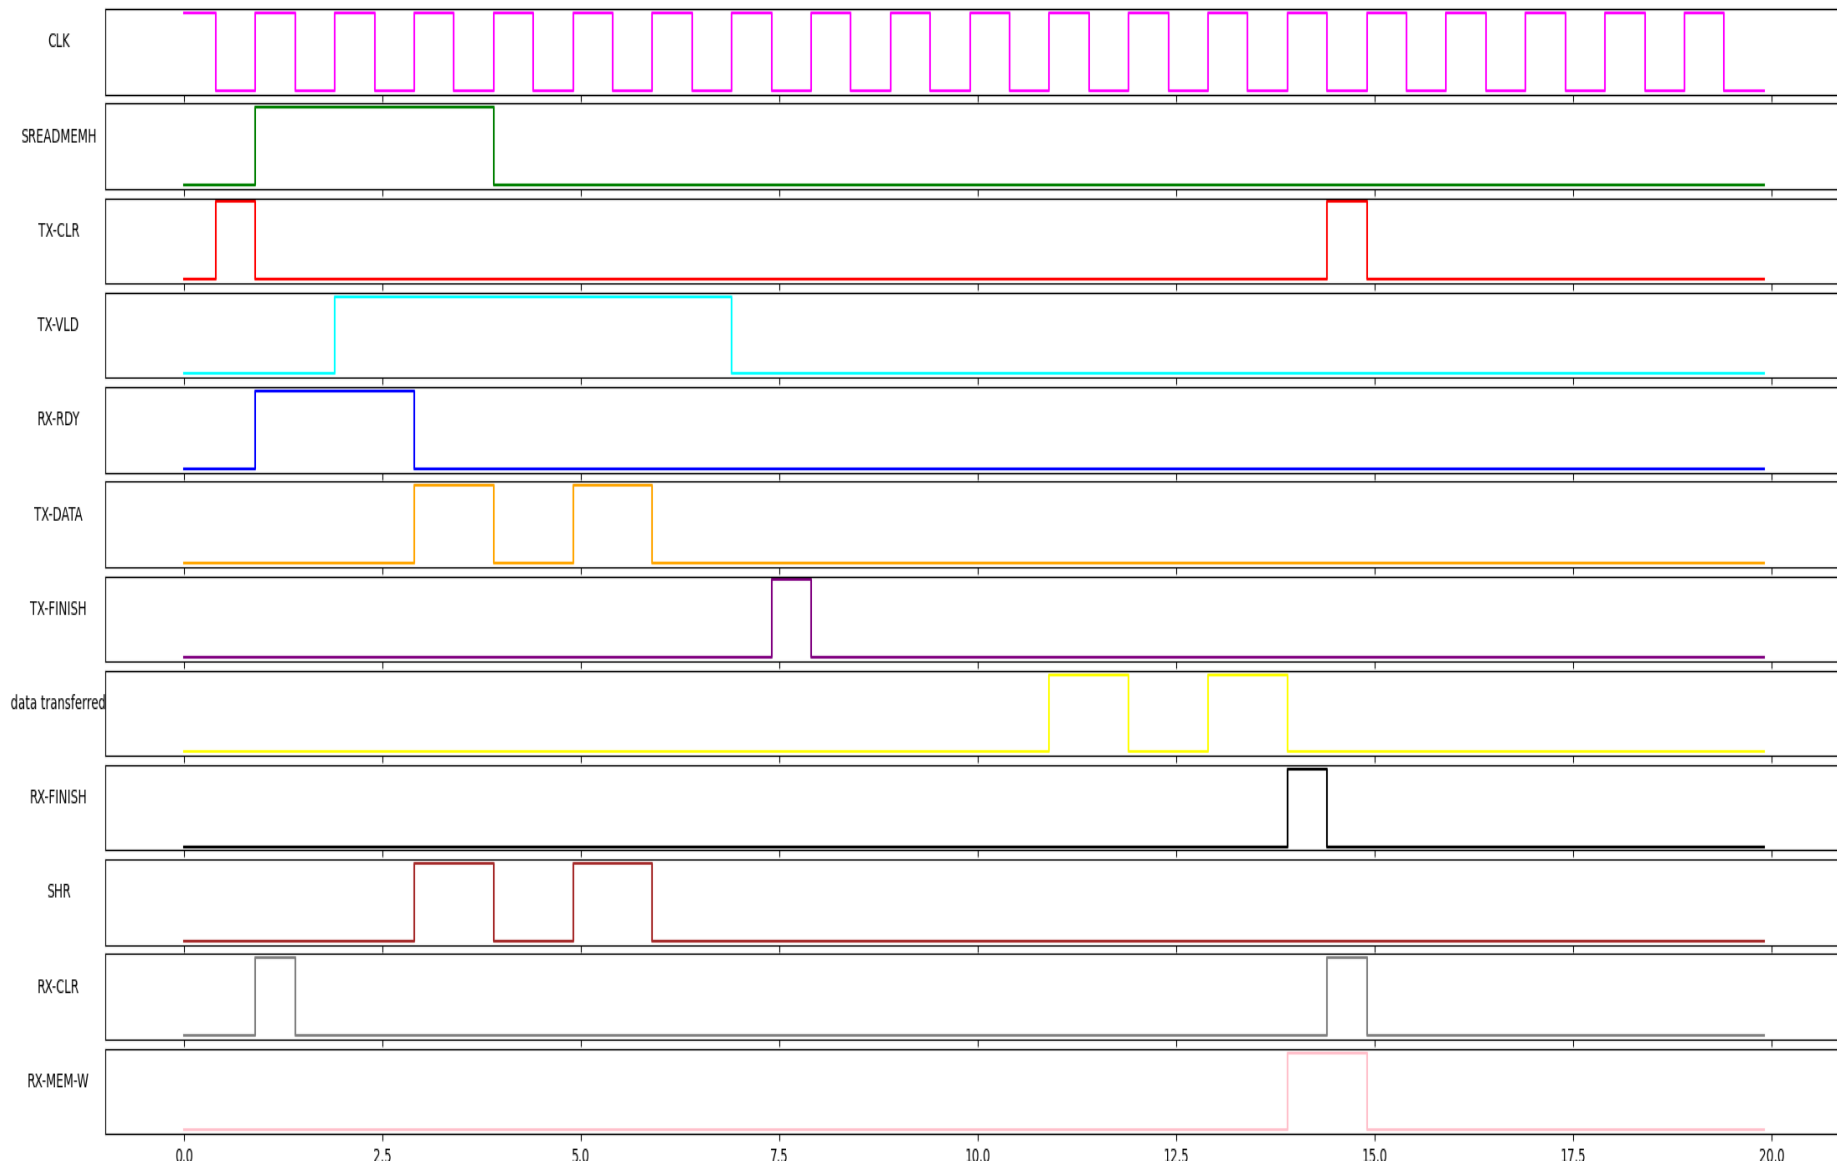 CLK
SREADMEMH
TX-CLR
TX-VLD
RX-RDY
TX-DATA
TX-FINISH
data transferred
RX-FINISH
SHR
RX-CLR
RX-MEM-W
0.0 2.5 5.0 7.5 10.0 12.5 15.0 17.5 20.0